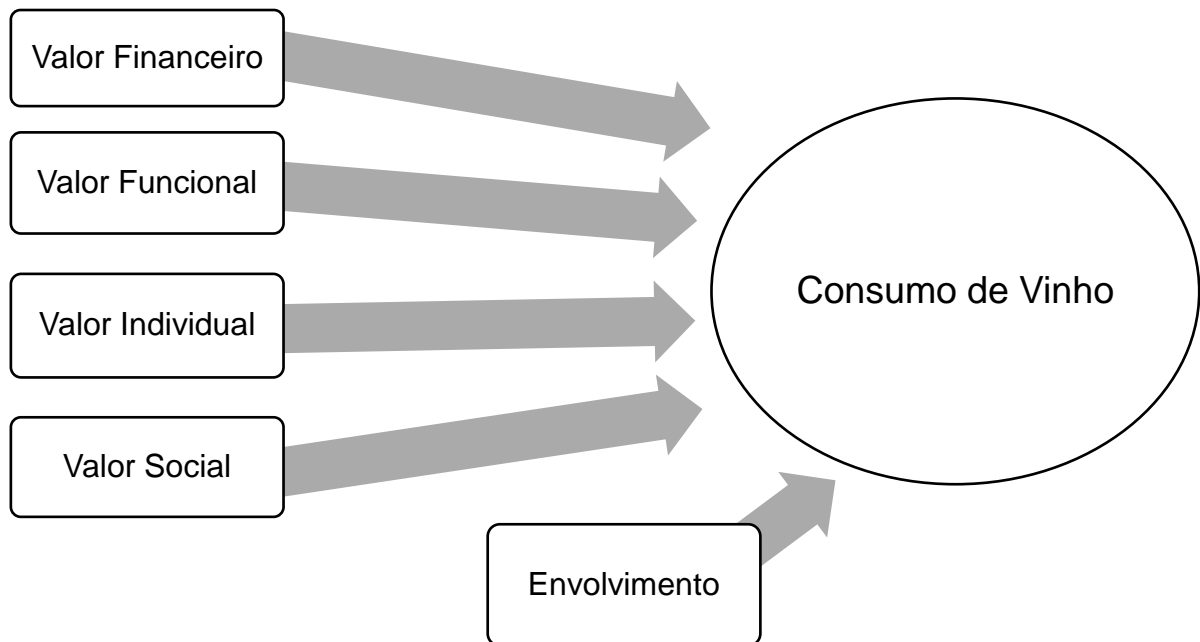 Valor Financeiro
Valor Funcional
Valor Individual
Valor Social
Consumo de Vinho
Envolvimento